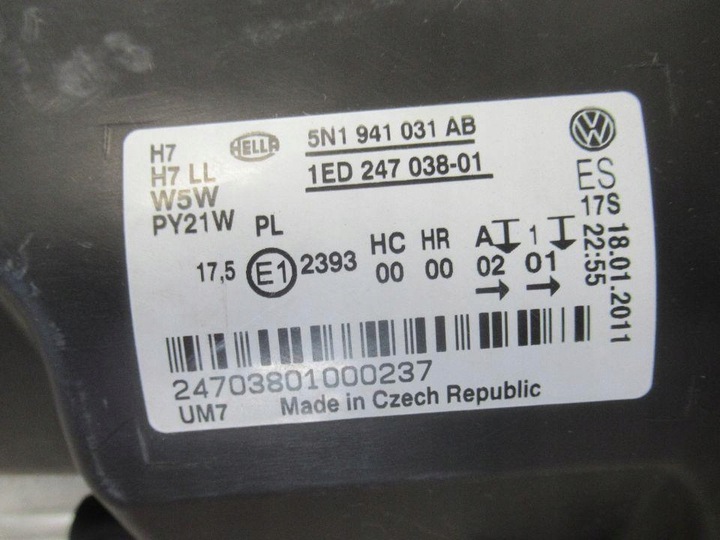 HELLA
5N1 941 031 AB
1ED 247 038-01
H7
H7 LL
W5W
PY21W
ES
17S
PL
17,5
E1
2393
HC
00
HR
00
A
02
1
01
18.01.2011
22:55
24703801000237
UM7
Made in Czech Republic